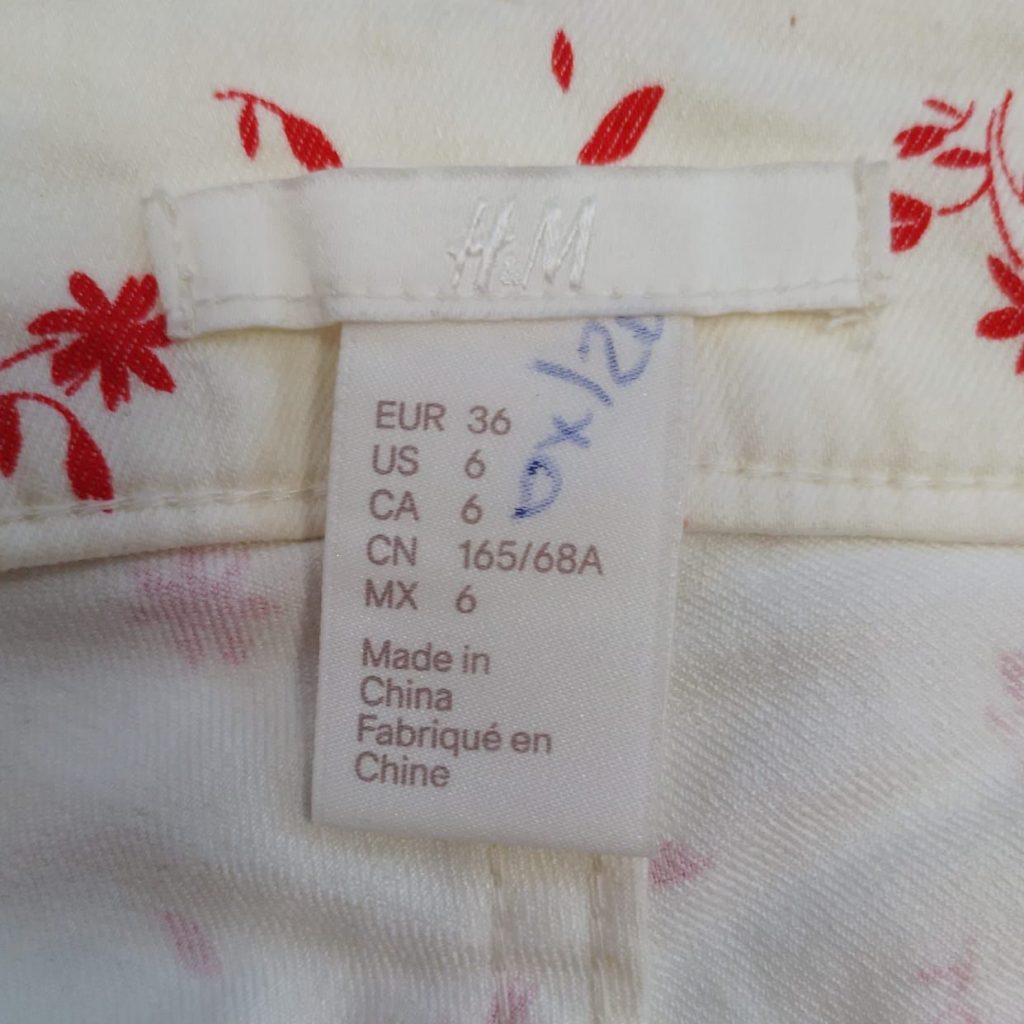 H&M
EUR 36
US 6
CA 6
CN 165/68A
MX 6
Made in
China
Fabriqué en
Chine